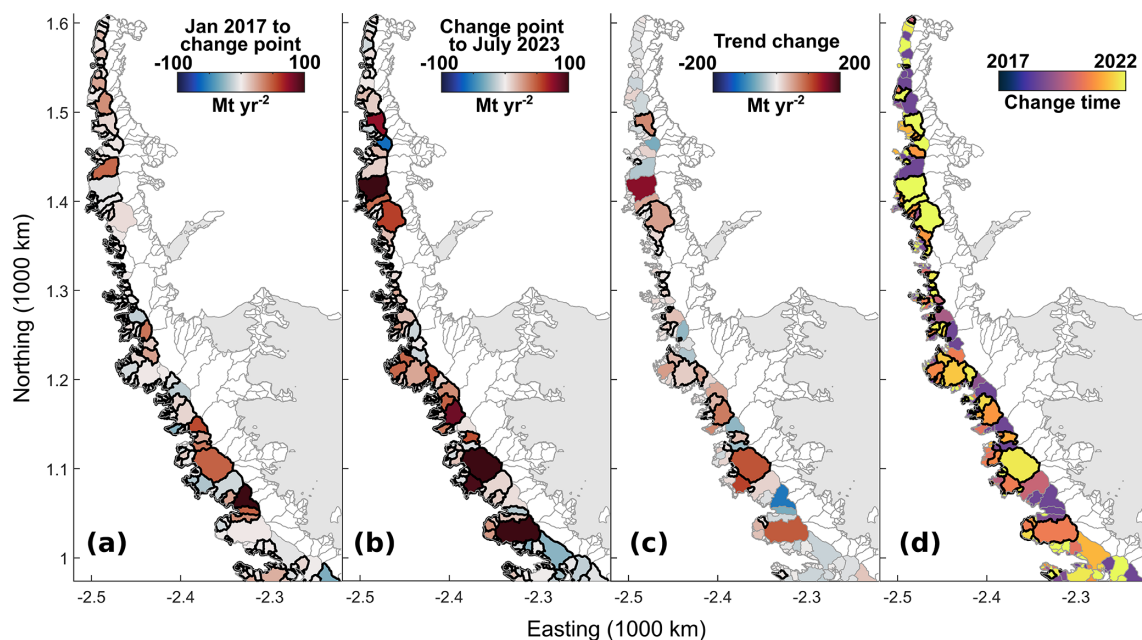 Jan 2017 to
change point
-100 100
Mt yr-2
Change point
to July 2023
-100 100
Mt yr-2
Trend change
-200 200
Mt yr-2
2017 2022
Change time
1.6
1.5
1.4
1.3
1.2
1.1
1
Northing (1000 km)
(a)
(b)
(c)
(d)
-2.5 -2.4 -2.3
-2.5 -2.4 -2.3
-2.5 -2.4 -2.3
-2.5 -2.4 -2.3
Easting (1000 km)